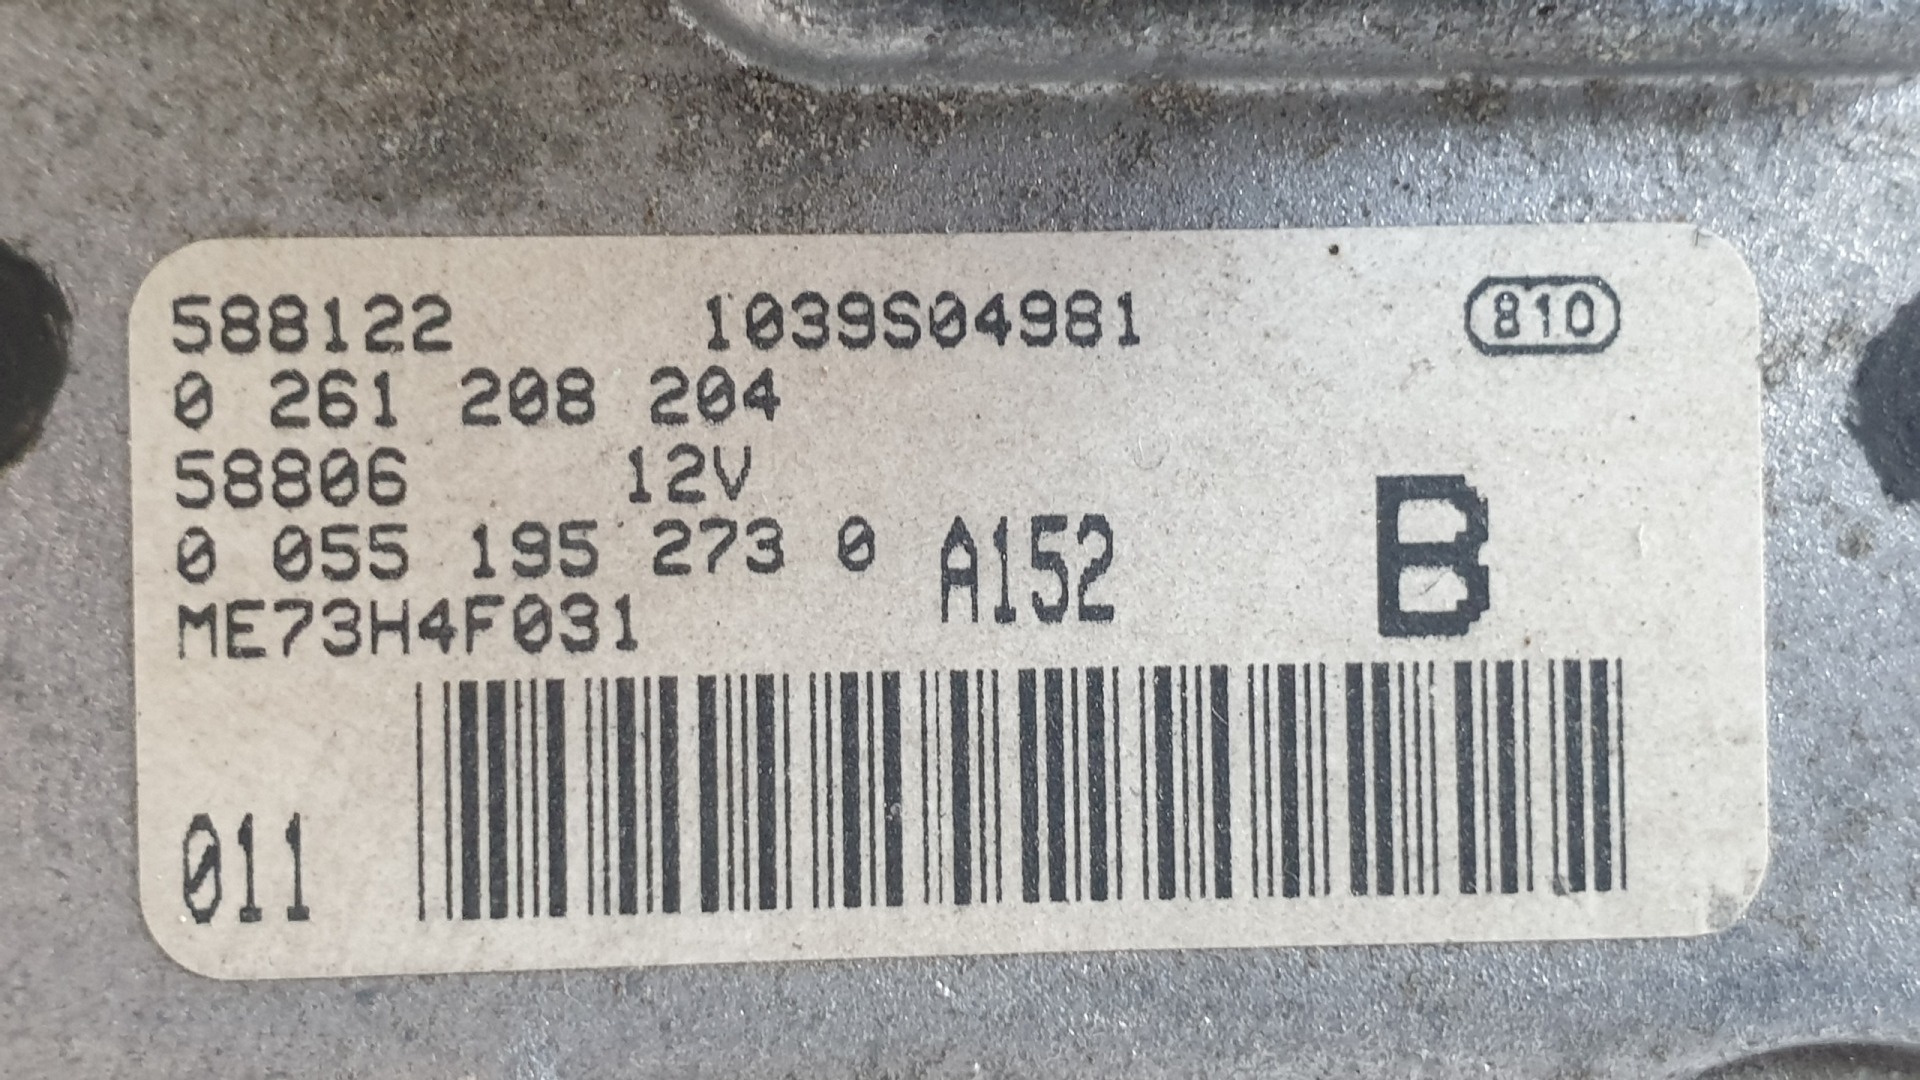 588122 1039S04981 810
0 261 208 204
58806 12V
0 055 195 273 0 A152 B
ME73H4F031
011